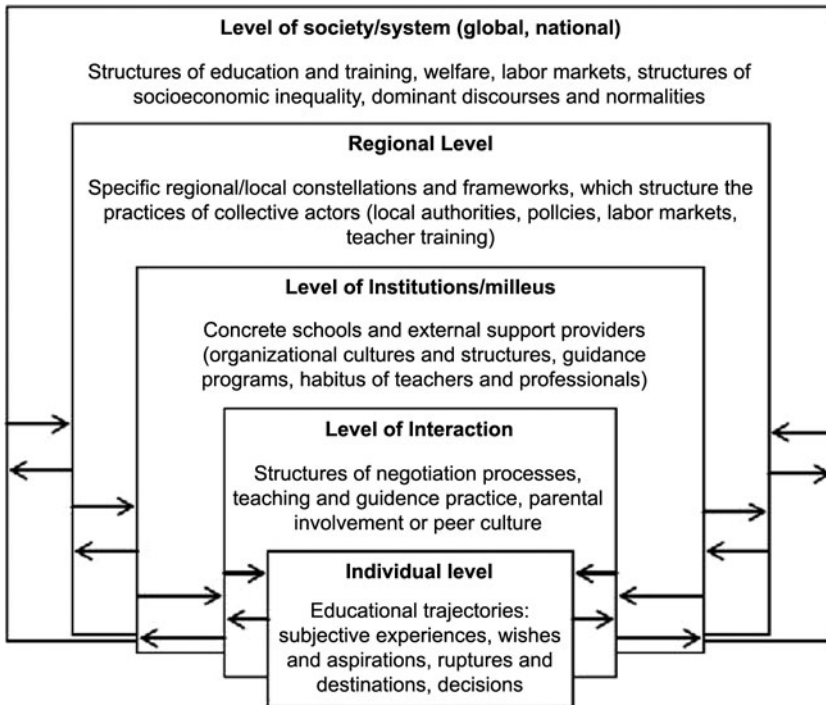 Level of society/system (global, national)
Structures of education and training, welfare, labor markets, structures of
socioeconomic inequality, dominant discourses and normalities
Regional Level
Specific regional/local constellations and frameworks, which structure the
practices of collective actors (local authorities, pollcies, labor markets,
teacher training)
Level of Institutions/milleus
Concrete schools and external support providers
(organizational cultures and structures, guidance
programs, habitus of teachers and professionals)
Level of Interaction
Structures of negotiation processes,
teaching and guidence practice, parental
involvement or peer culture
Individual level
Educational trajectories:
subjective experiences, wishes
and aspirations, ruptures and
destinations, decisions